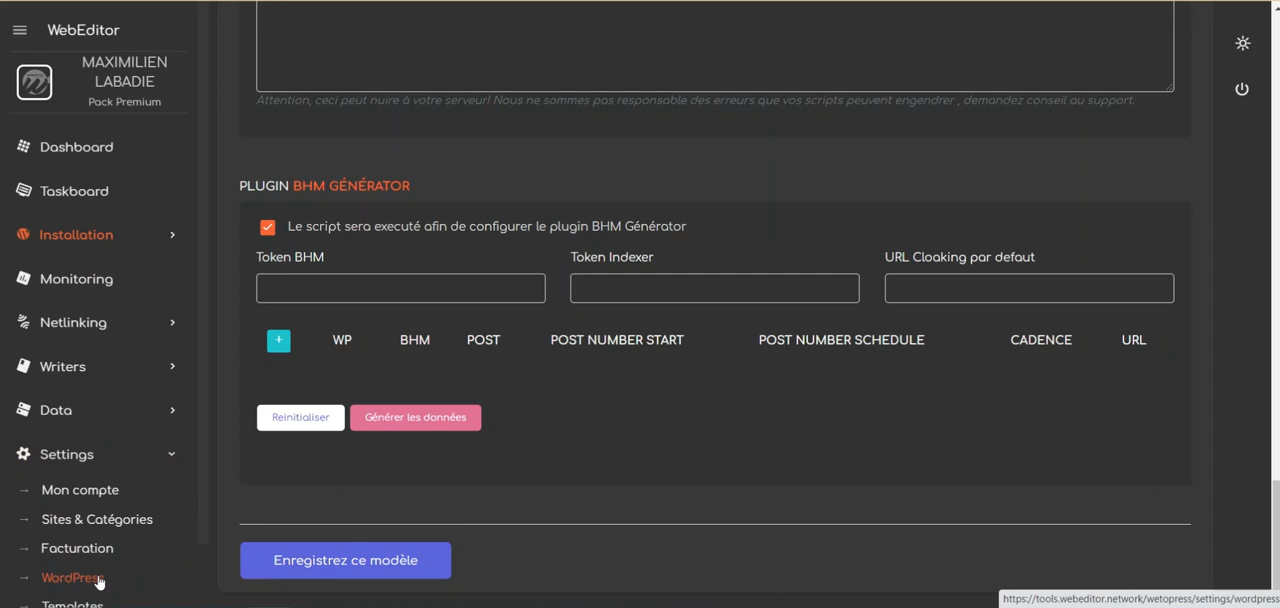 WebEditor
MAXIMILIEN
LABADIE
Pack Premium
Dashboard
Taskboard
Installation
Monitoring
Netlinking
Writers
Data
Settings
→ Mon compte
→ Sites & Catégories
→ Facturation
→ WordPress
Templates
Attention, ceci peut nuire à votre serveur! Nous ne sommes pas responsable des erreurs que vos scripts peuvent engendrer , demandez conseil au support.
PLUGIN BHM GÉNÉRATOR
Le script sera executé afin de configurer le plugin BHM Générator
Token BHM Token Indexer URL Cloaking par defaut
+ WP BHM POST POST NUMBER START POST NUMBER SCHEDULE CADENCE URL
Reinitialiser Générer les données
Enregistrez ce modèle
https://tools.webeditor.network/wetopress/settings/wordpress